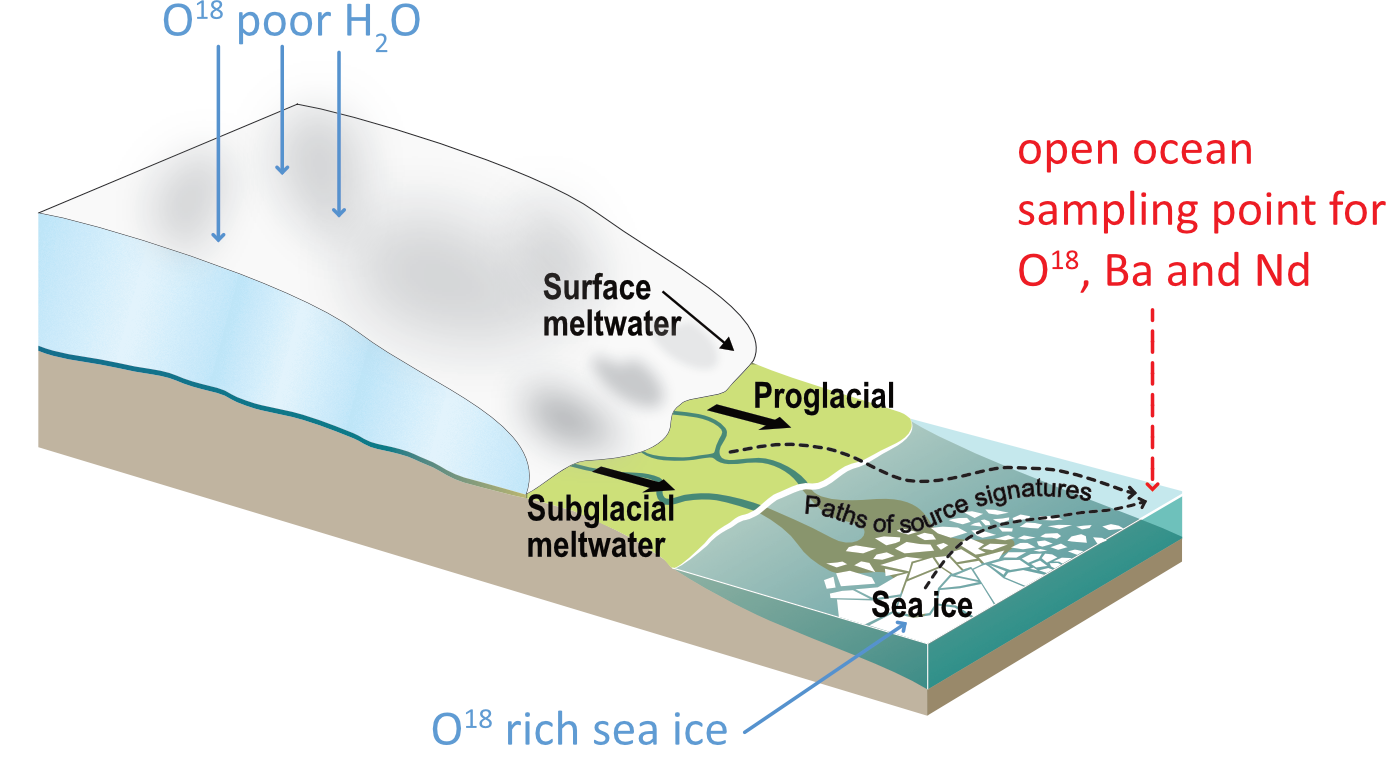 O¹⁸ poor H₂O
open ocean
sampling point for
O¹⁸, Ba and Nd
Surface
meltwater
Proglacial
Subglacial
meltwater
Paths of source signatures
Sea ice
O¹⁸ rich sea ice